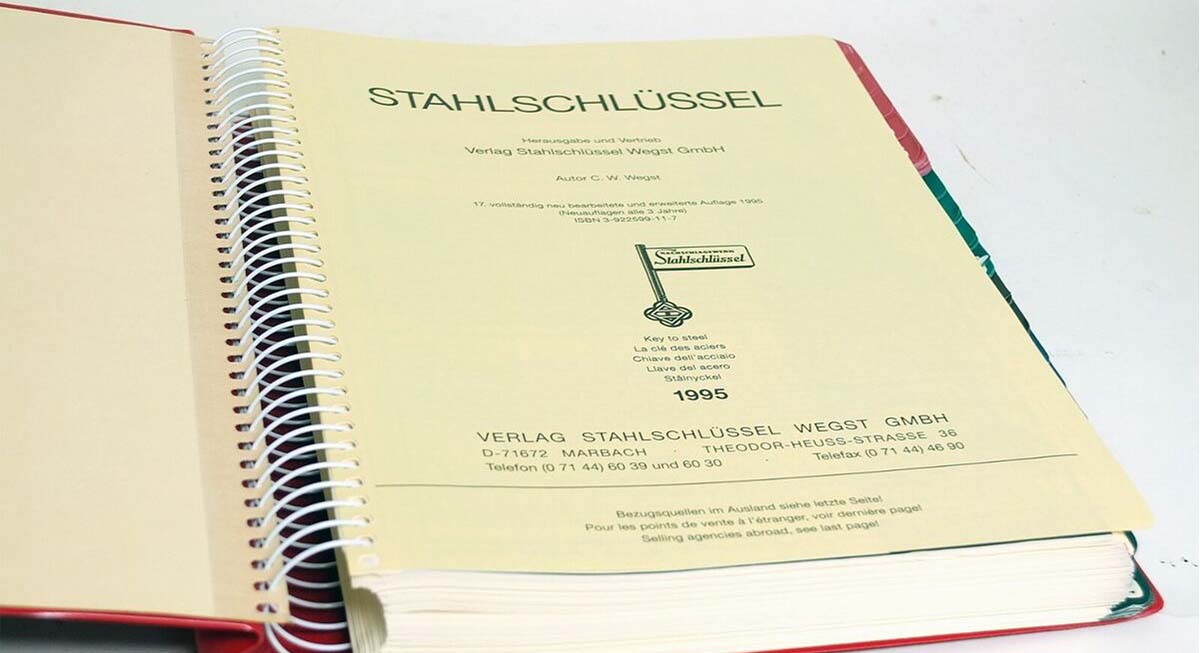 STAHLSCHLÜSSEL
Herausgabe und Vertrieb
Verlag Stahlschlüssel Wegst GmbH
Autor C. W. Wegst
17. vollständig neu bearbeitete und erweiterte Auflage 1995
(Neuauflagen alle 3 Jahre)
ISBN 3-922599-11-7
NACHSCHLAGEWERK
Stahlschlüssel
Key to steel
La clé des aciers
Chiave dell'acciaio
Llave del acero
Stålnyckel
1995
VERLAG STAHLSCHLÜSSEL WEGST GMBH
D-71672 MARBACH · THEODOR-HEUSS-STRASSE 36
Telefon (0 71 44) 60 39 und 60 30 · Telefax (0 71 44) 46 90
Bezugsquellen im Ausland siehe letzte Seite!
Pour les points de vente à l'étranger, voir dernière page!
Selling agencies abroad, see last page!